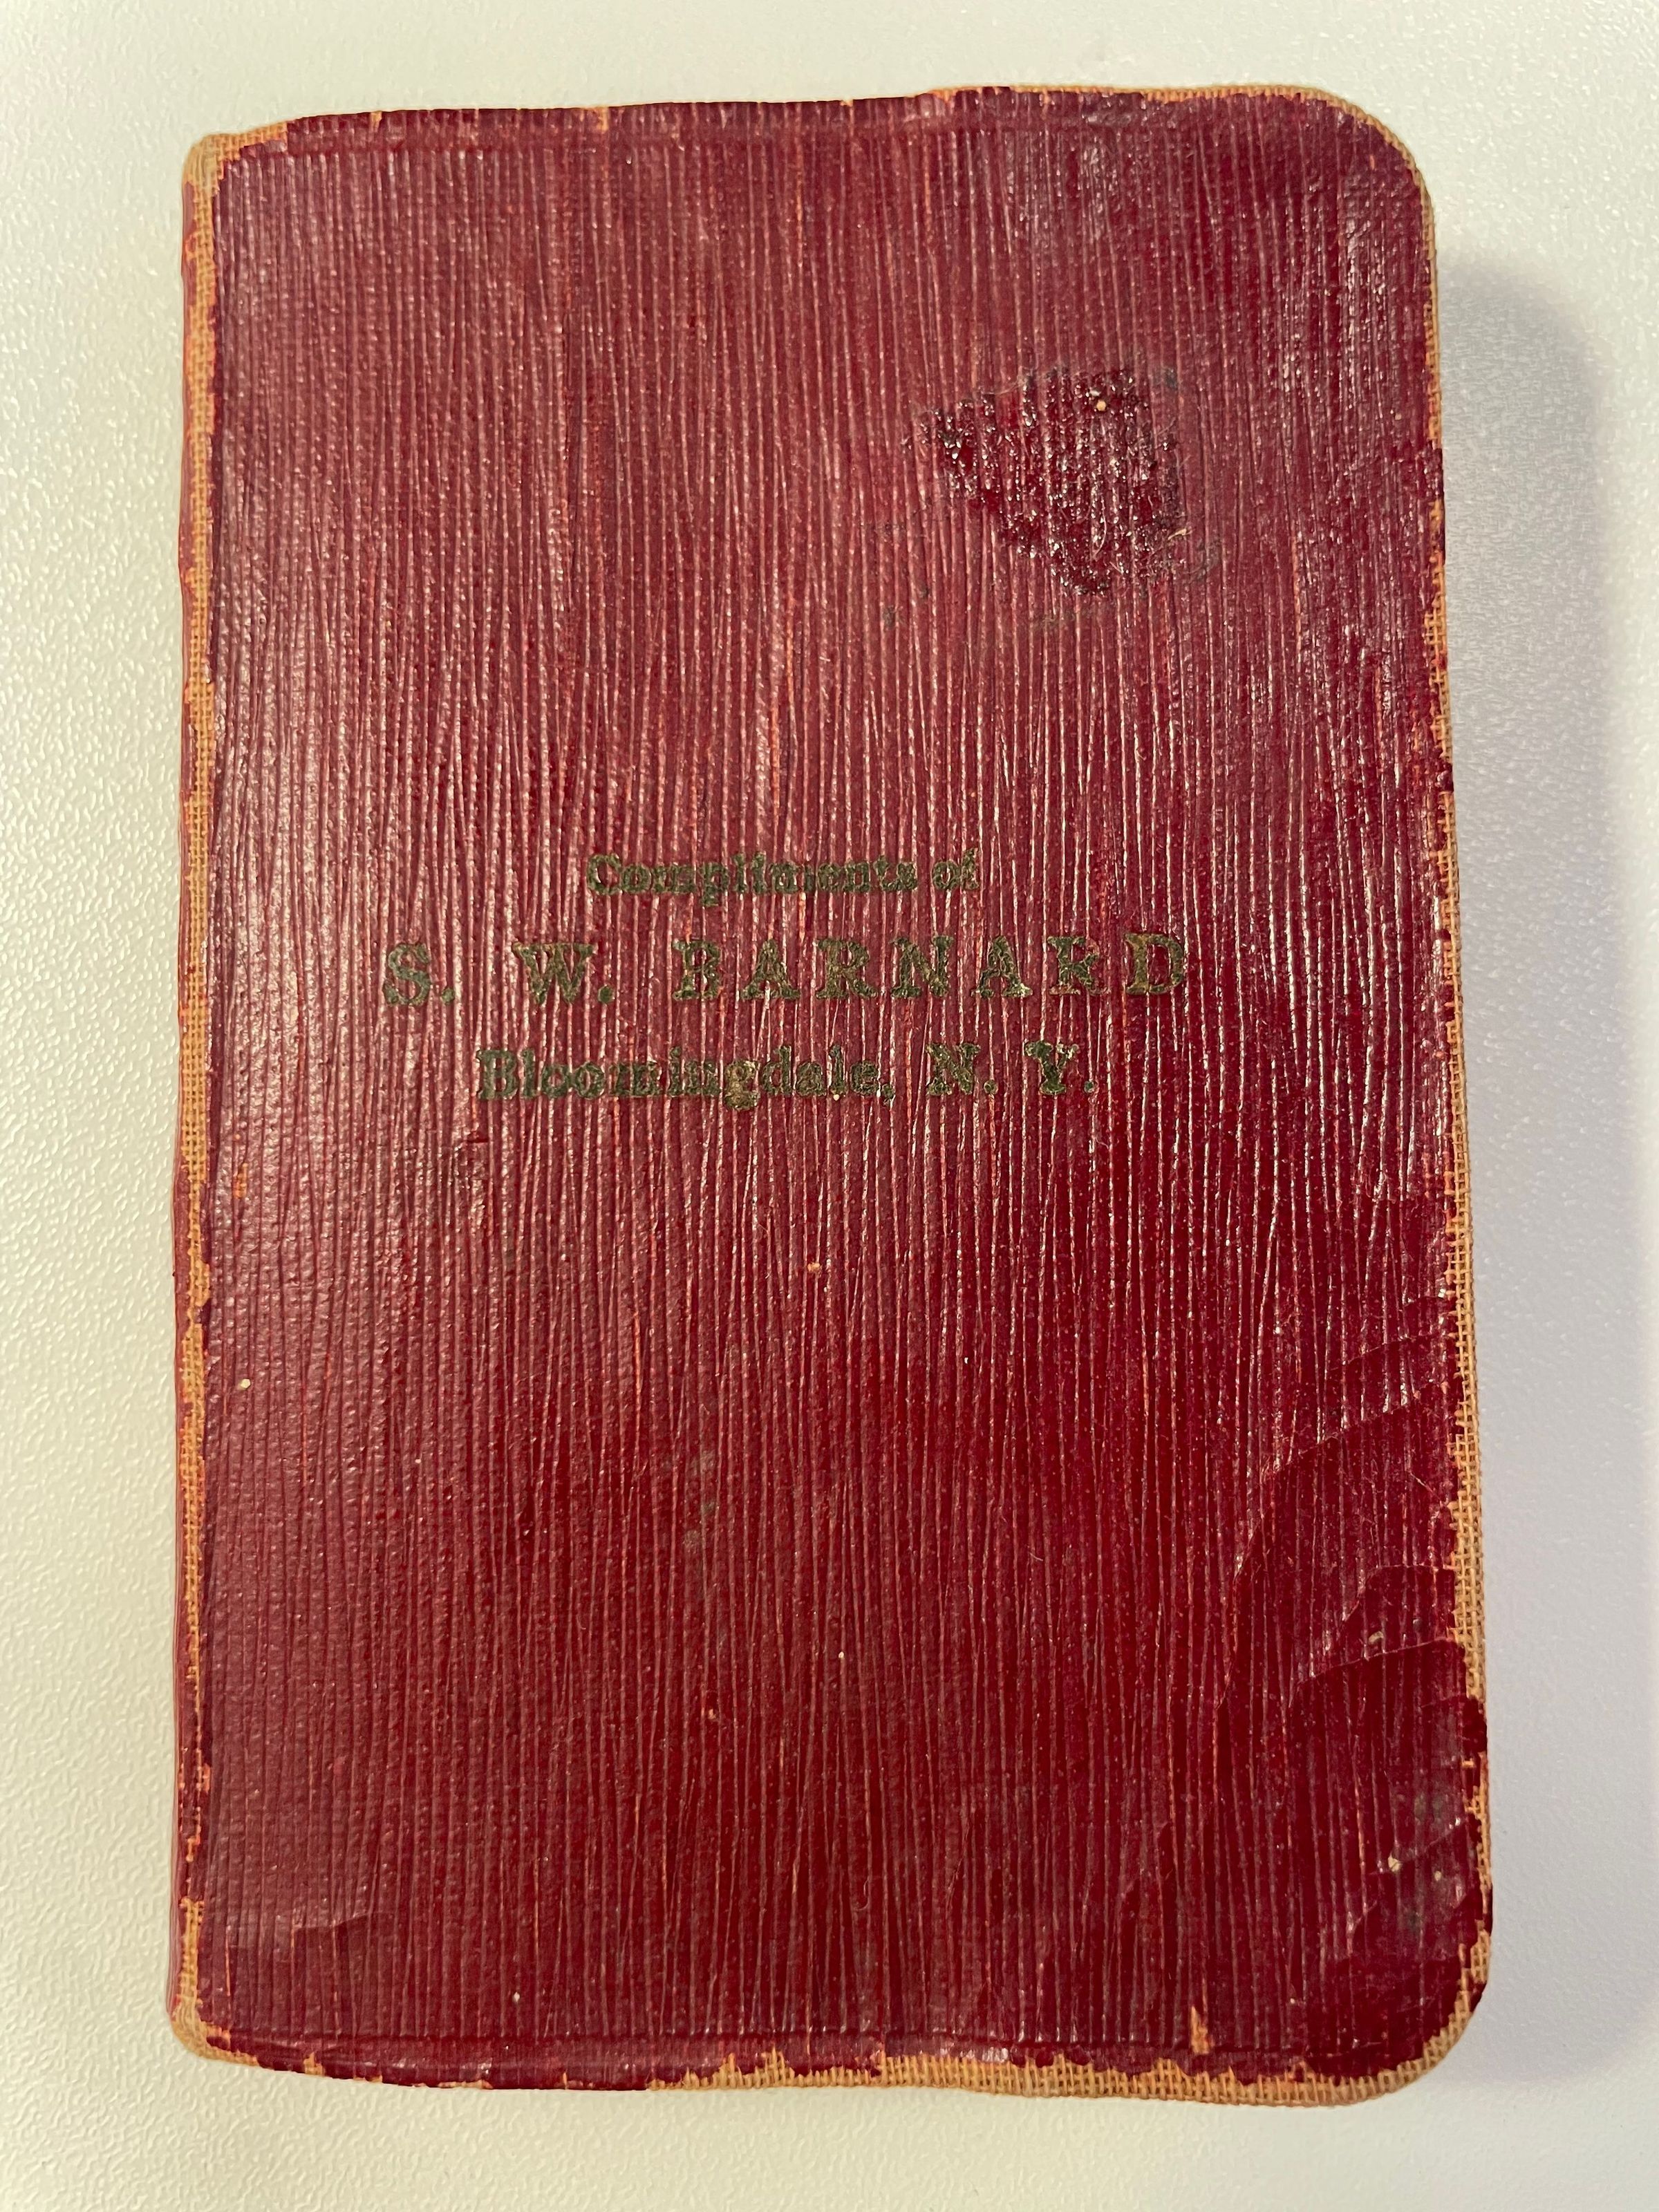 Compliments of
S. W. BARNARD
Bloomingdale, N. Y.